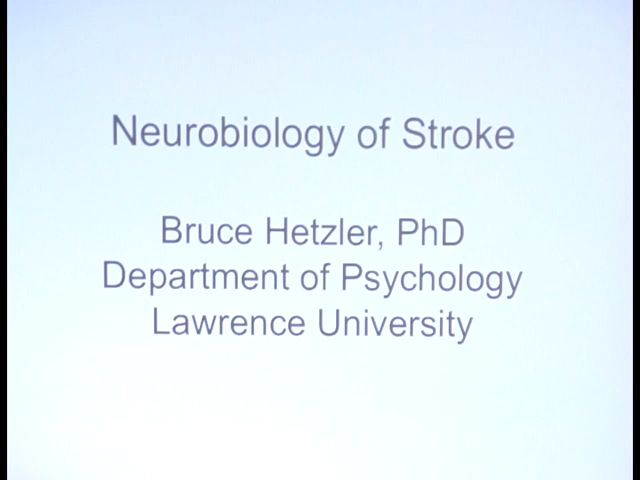 Neurobiology of Stroke
Bruce Hetzler, PhD
Department of Psychology
Lawrence University